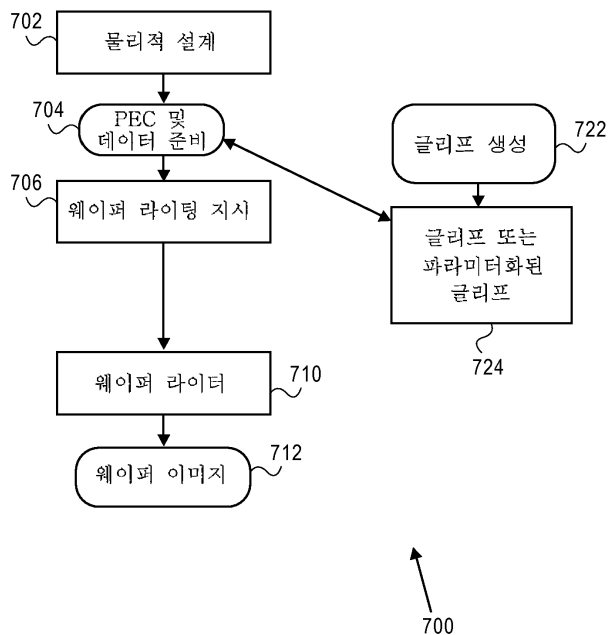 702
물리적 설계
704
PEC 및
데이터 준비
706
웨이퍼 라이팅 지시
722
글리프 생성
글리프 또는
파라미터화된
글리프
724
웨이퍼 라이터
710
웨이퍼 이미지
712
700